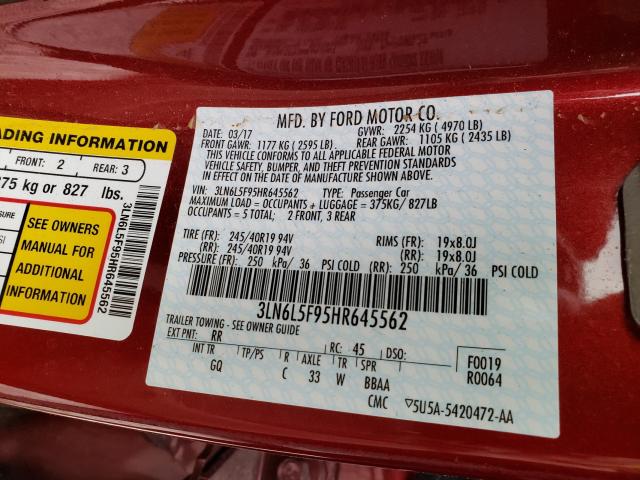 ADING INFORMATION
FRONT: 2 REAR: 3
375 kg or 827 lbs.
SEE OWNERS
MANUAL FOR
ADDITIONAL
INFORMATION
3LN6L5F95HR645562
MFD. BY FORD MOTOR CO.
DATE: 03/17 GVWR: 2254 KG ( 4970 LB)
FRONT GAWR: 1177 KG ( 2595 LB) REAR GAWR: 1105 KG ( 2435 LB)
THIS VEHICLE CONFORMS TO ALL APPLICABLE FEDERAL MOTOR
VEHICLE SAFETY, BUMPER, AND THEFT PREVENTION STANDARDS
IN EFFECT ON THE DATE OF MANUFACTURE SHOWN ABOVE.
VIN: 3LN6L5F95HR645562 TYPE: Passenger Car
MAXIMUM LOAD = OCCUPANTS + LUGGAGE = 375KG/ 827LB
OCCUPANTS = 5 TOTAL; 2 FRONT, 3 REAR
TIRE (FR): 245/40R19 94V RIMS (FR): 19x8.0J
(RR): 245/40R19 94V (RR): 19x8.0J
PRESSURE (FR): 250 kPa/ 36 PSI COLD (RR): 250 kPa/ 36 PSI COLD
3LN6L5F95HR645562
TRAILER TOWING - SEE OWNER GUIDE
EXT PNT: RR RC: 45 DSO:
INT TR TP/PS R AXLE TR SPR F0019
GQ C 33 W BBAA R0064
CMC ▽5U5A-5420472-AA